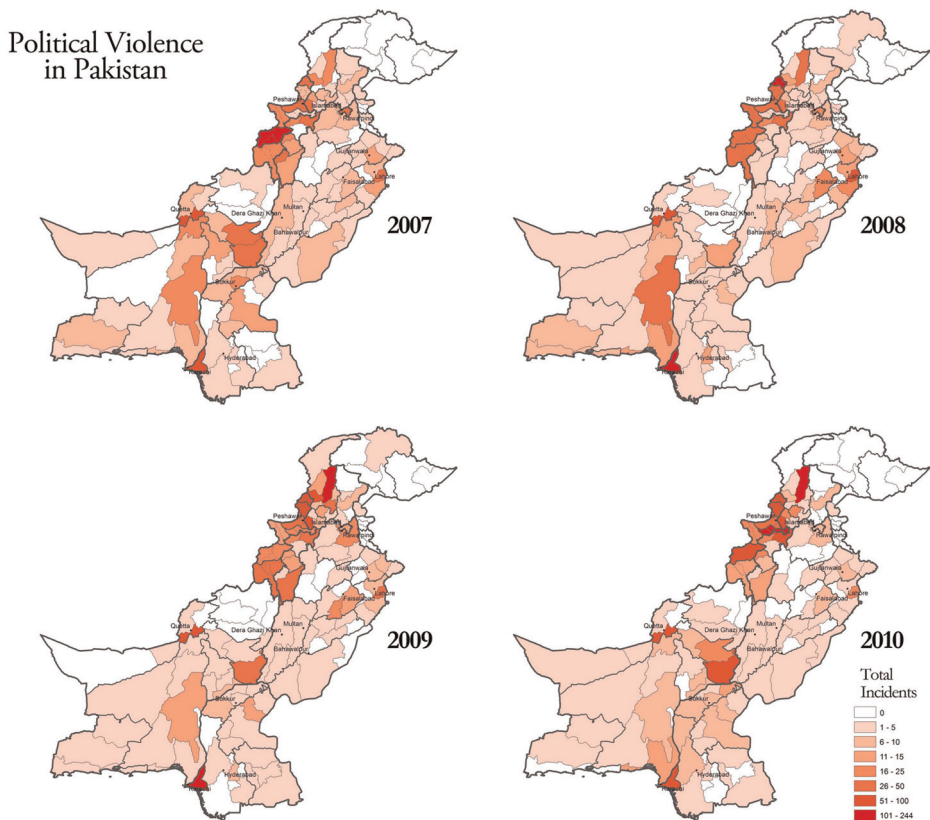 Political Violence
in Pakistan
Peshawar
Islamabad
Rawalpindi
Gujranwala
Lahore
Faisalabad
Quetta
Dera Ghazi Khan
Multan
Bahawalpur
2007
Sukkur
Hyderabad
Karachi
Peshawar
Islamabad
Rawalpindi
Gujranwala
Lahore
Faisalabad
Quetta
Dera Ghazi Khan
Multan
Bahawalpur
2008
Sukkur
Hyderabad
Karachi
Peshawar
Islamabad
Rawalpindi
Gujranwala
Lahore
Faisalabad
Quetta
Dera Ghazi Khan
Multan
Bahawalpur
2009
Sukkur
Hyderabad
Karachi
Peshawar
Islamabad
Rawalpindi
Gujranwala
Lahore
Faisalabad
Quetta
Dera Ghazi Khan
Multan
Bahawalpur
2010
Sukkur
Hyderabad
Karachi
Total
Incidents
0
1 - 5
6 - 10
11 - 15
16 - 25
26 - 50
51 - 100
101 - 244